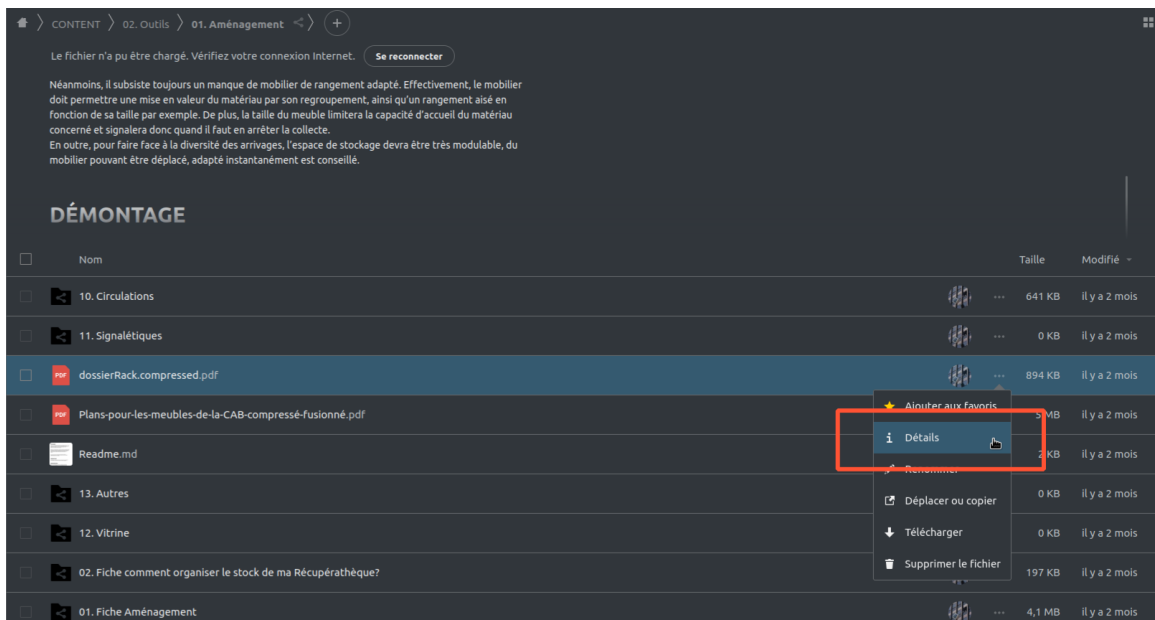 CONTENT 02. Outils 01. Aménagement
Le fichier n'a pu être chargé. Vérifiez votre connexion Internet. Se reconnecter
Néanmoins, il subsiste toujours un manque de mobilier de rangement adapté. Effectivement, le mobilier
doit permettre une mise en valeur du matériau par son regroupement, ainsi qu'un rangement aisé en
fonction de sa taille par exemple. De plus, la taille du meuble limitera la capacité d'accueil du matériau
concerné et signalera donc quand il faut en arrêter la collecte.
En outre, pour faire face à la diversité des arrivages, l'espace de stockage devra être très modulable, du
mobilier pouvant être déplacé, adapté instantanément est conseillé.
DÉMONTAGE
Nom Taille Modifié
10. Circulations 641 KB il y a 2 mois
11. Signalétiques 0 KB il y a 2 mois
PDF dossierRack.compressed.pdf 894 KB il y a 2 mois
Ajouter aux favoris
PDF Plans-pour-les-meubles-de-la-CAB-compressé-fusionné.pdf 5 MB il y a 2 mois
Détails
Readme.md 2 KB il y a 2 mois
Renommer
13. Autres 0 KB il y a 2 mois
Déplacer ou copier
12. Vitrine 0 KB il y a 2 mois
Télécharger
02. Fiche comment organiser le stock de ma Récupérathèque? 197 KB il y a 2 mois
Supprimer le fichier
01. Fiche Aménagement 4,1 MB il y a 2 mois